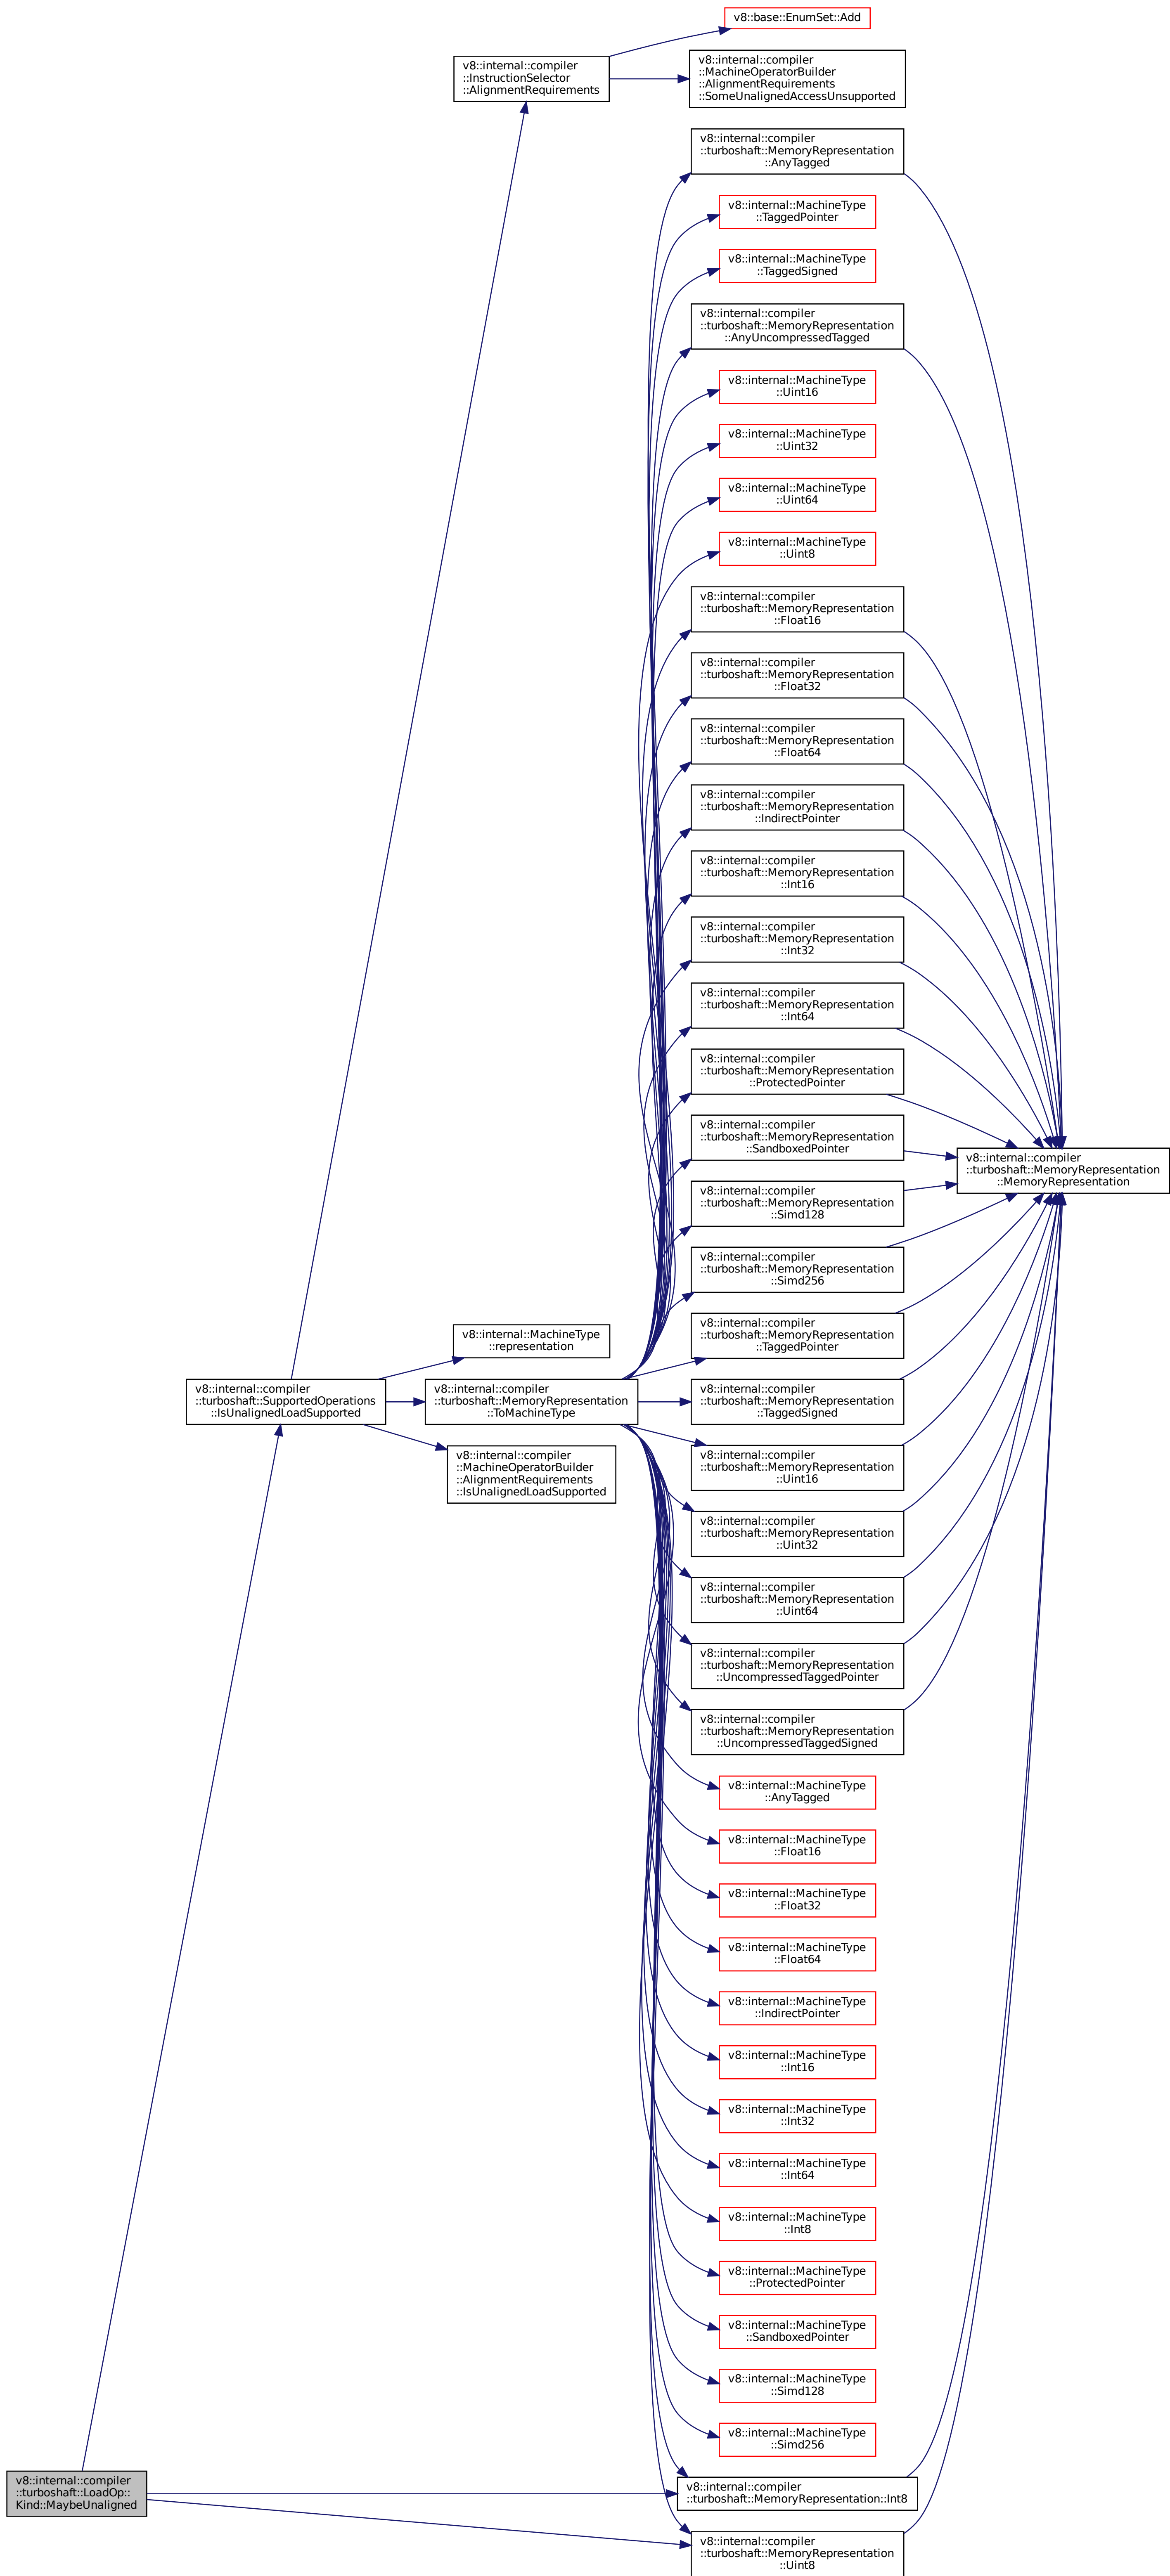 v8::base::EnumSet::Add
v8::internal::compiler
::InstructionSelector
::AlignmentRequirements
v8::internal::compiler
::MachineOperatorBuilder
::AlignmentRequirements
::SomeUnalignedAccessUnsupported
v8::internal::compiler
::turboshaft::MemoryRepresentation
::AnyTagged
v8::internal::MachineType
::TaggedPointer
v8::internal::MachineType
::TaggedSigned
v8::internal::compiler
::turboshaft::MemoryRepresentation
::AnyUncompressedTagged
v8::internal::MachineType
::Uint16
v8::internal::MachineType
::Uint32
v8::internal::MachineType
::Uint64
v8::internal::MachineType
::Uint8
v8::internal::compiler
::turboshaft::MemoryRepresentation
::Float16
v8::internal::compiler
::turboshaft::MemoryRepresentation
::Float32
v8::internal::compiler
::turboshaft::MemoryRepresentation
::Float64
v8::internal::compiler
::turboshaft::MemoryRepresentation
::IndirectPointer
v8::internal::compiler
::turboshaft::MemoryRepresentation
::Int16
v8::internal::compiler
::turboshaft::MemoryRepresentation
::Int32
v8::internal::compiler
::turboshaft::MemoryRepresentation
::Int64
v8::internal::compiler
::turboshaft::MemoryRepresentation
::ProtectedPointer
v8::internal::compiler
::turboshaft::MemoryRepresentation
::SandboxedPointer
v8::internal::compiler
::turboshaft::MemoryRepresentation
::MemoryRepresentation
v8::internal::compiler
::turboshaft::MemoryRepresentation
::Simd128
v8::internal::compiler
::turboshaft::MemoryRepresentation
::Simd256
v8::internal::compiler
::turboshaft::MemoryRepresentation
::TaggedPointer
v8::internal::MachineType
::representation
v8::internal::compiler
::turboshaft::SupportedOperations
::IsUnalignedLoadSupported
v8::internal::compiler
::turboshaft::MemoryRepresentation
::ToMachineType
v8::internal::compiler
::turboshaft::MemoryRepresentation
::TaggedSigned
v8::internal::compiler
::MachineOperatorBuilder
::AlignmentRequirements
::IsUnalignedLoadSupported
v8::internal::compiler
::turboshaft::MemoryRepresentation
::Uint16
v8::internal::compiler
::turboshaft::MemoryRepresentation
::Uint32
v8::internal::compiler
::turboshaft::MemoryRepresentation
::Uint64
v8::internal::compiler
::turboshaft::MemoryRepresentation
::UncompressedTaggedPointer
v8::internal::compiler
::turboshaft::MemoryRepresentation
::UncompressedTaggedSigned
v8::internal::MachineType
::AnyTagged
v8::internal::MachineType
::Float16
v8::internal::MachineType
::Float32
v8::internal::MachineType
::Float64
v8::internal::MachineType
::IndirectPointer
v8::internal::MachineType
::Int16
v8::internal::MachineType
::Int32
v8::internal::MachineType
::Int64
v8::internal::MachineType
::Int8
v8::internal::MachineType
::ProtectedPointer
v8::internal::MachineType
::SandboxedPointer
v8::internal::MachineType
::Simd128
v8::internal::MachineType
::Simd256
v8::internal::compiler
::turboshaft::LoadOp::
Kind::MaybeUnaligned
v8::internal::compiler
::turboshaft::MemoryRepresentation::Int8
v8::internal::compiler
::turboshaft::MemoryRepresentation
::Uint8